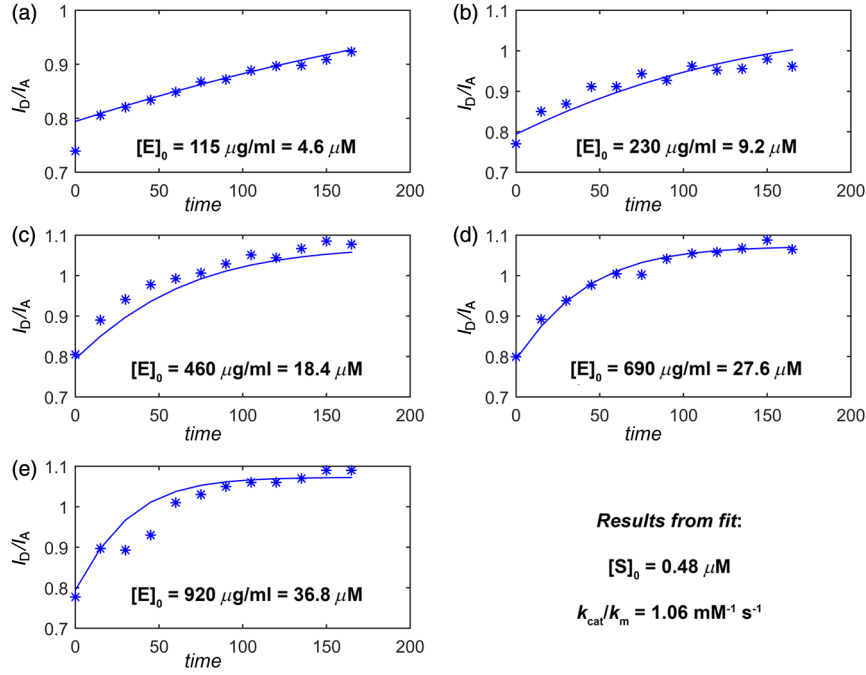 (a)
1
0.9
0.8
0.7
I_D/I_A
[E]₀ = 115 μg/ml = 4.6 μM
0 50 100 150 200
time
(b)
1.1
1
0.9
0.8
0.7
I_D/I_A
[E]₀ = 230 μg/ml = 9.2 μM
0 50 100 150 200
time
(c)
1.1
1
0.9
0.8
0.7
I_D/I_A
[E]₀ = 460 μg/ml = 18.4 μM
0 50 100 150 200
time
(d)
1.1
1
0.9
0.8
0.7
I_D/I_A
[E]₀ = 690 μg/ml = 27.6 μM
0 50 100 150 200
time
(e)
1.1
1
0.9
0.8
0.7
I_D/I_A
[E]₀ = 920 μg/ml = 36.8 μM
0 50 100 150 200
time
Results from fit:
[S]₀ = 0.48 μM
k_cat/k_m = 1.06 mM⁻¹ s⁻¹